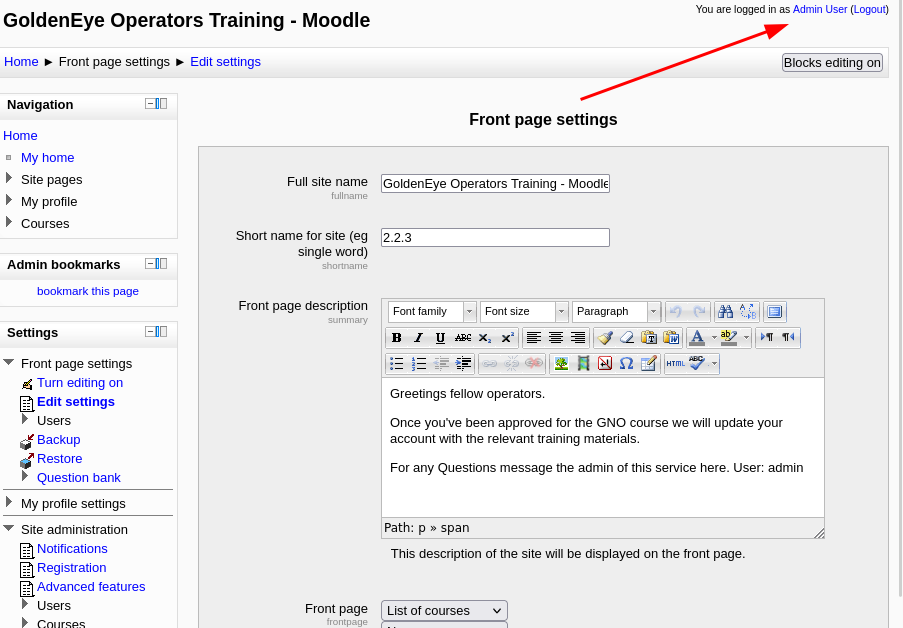 GoldenEye Operators Training - Moodle
You are logged in as Admin User (Logout)
Home ► Front page settings ► Edit settings
Blocks editing on
Navigation
Home
My home
Site pages
My profile
Courses
Admin bookmarks
bookmark this page
Settings
Front page settings
Turn editing on
Edit settings
Users
Backup
Restore
Question bank
My profile settings
Site administration
Notifications
Registration
Advanced features
Users
Courses
Front page settings
Full site name
fullname
GoldenEye Operators Training - Moodle
Short name for site (eg
single word)
shortname
2.2.3
Front page description
summary
Font family Font size Paragraph
B I U ABC x₂ x²
HTML ABC
Greetings fellow operators.
Once you've been approved for the GNO course we will update your
account with the relevant training materials.
For any Questions message the admin of this service here. User: admin
Path: p » span
This description of the site will be displayed on the front page.
Front page
frontpage
List of courses